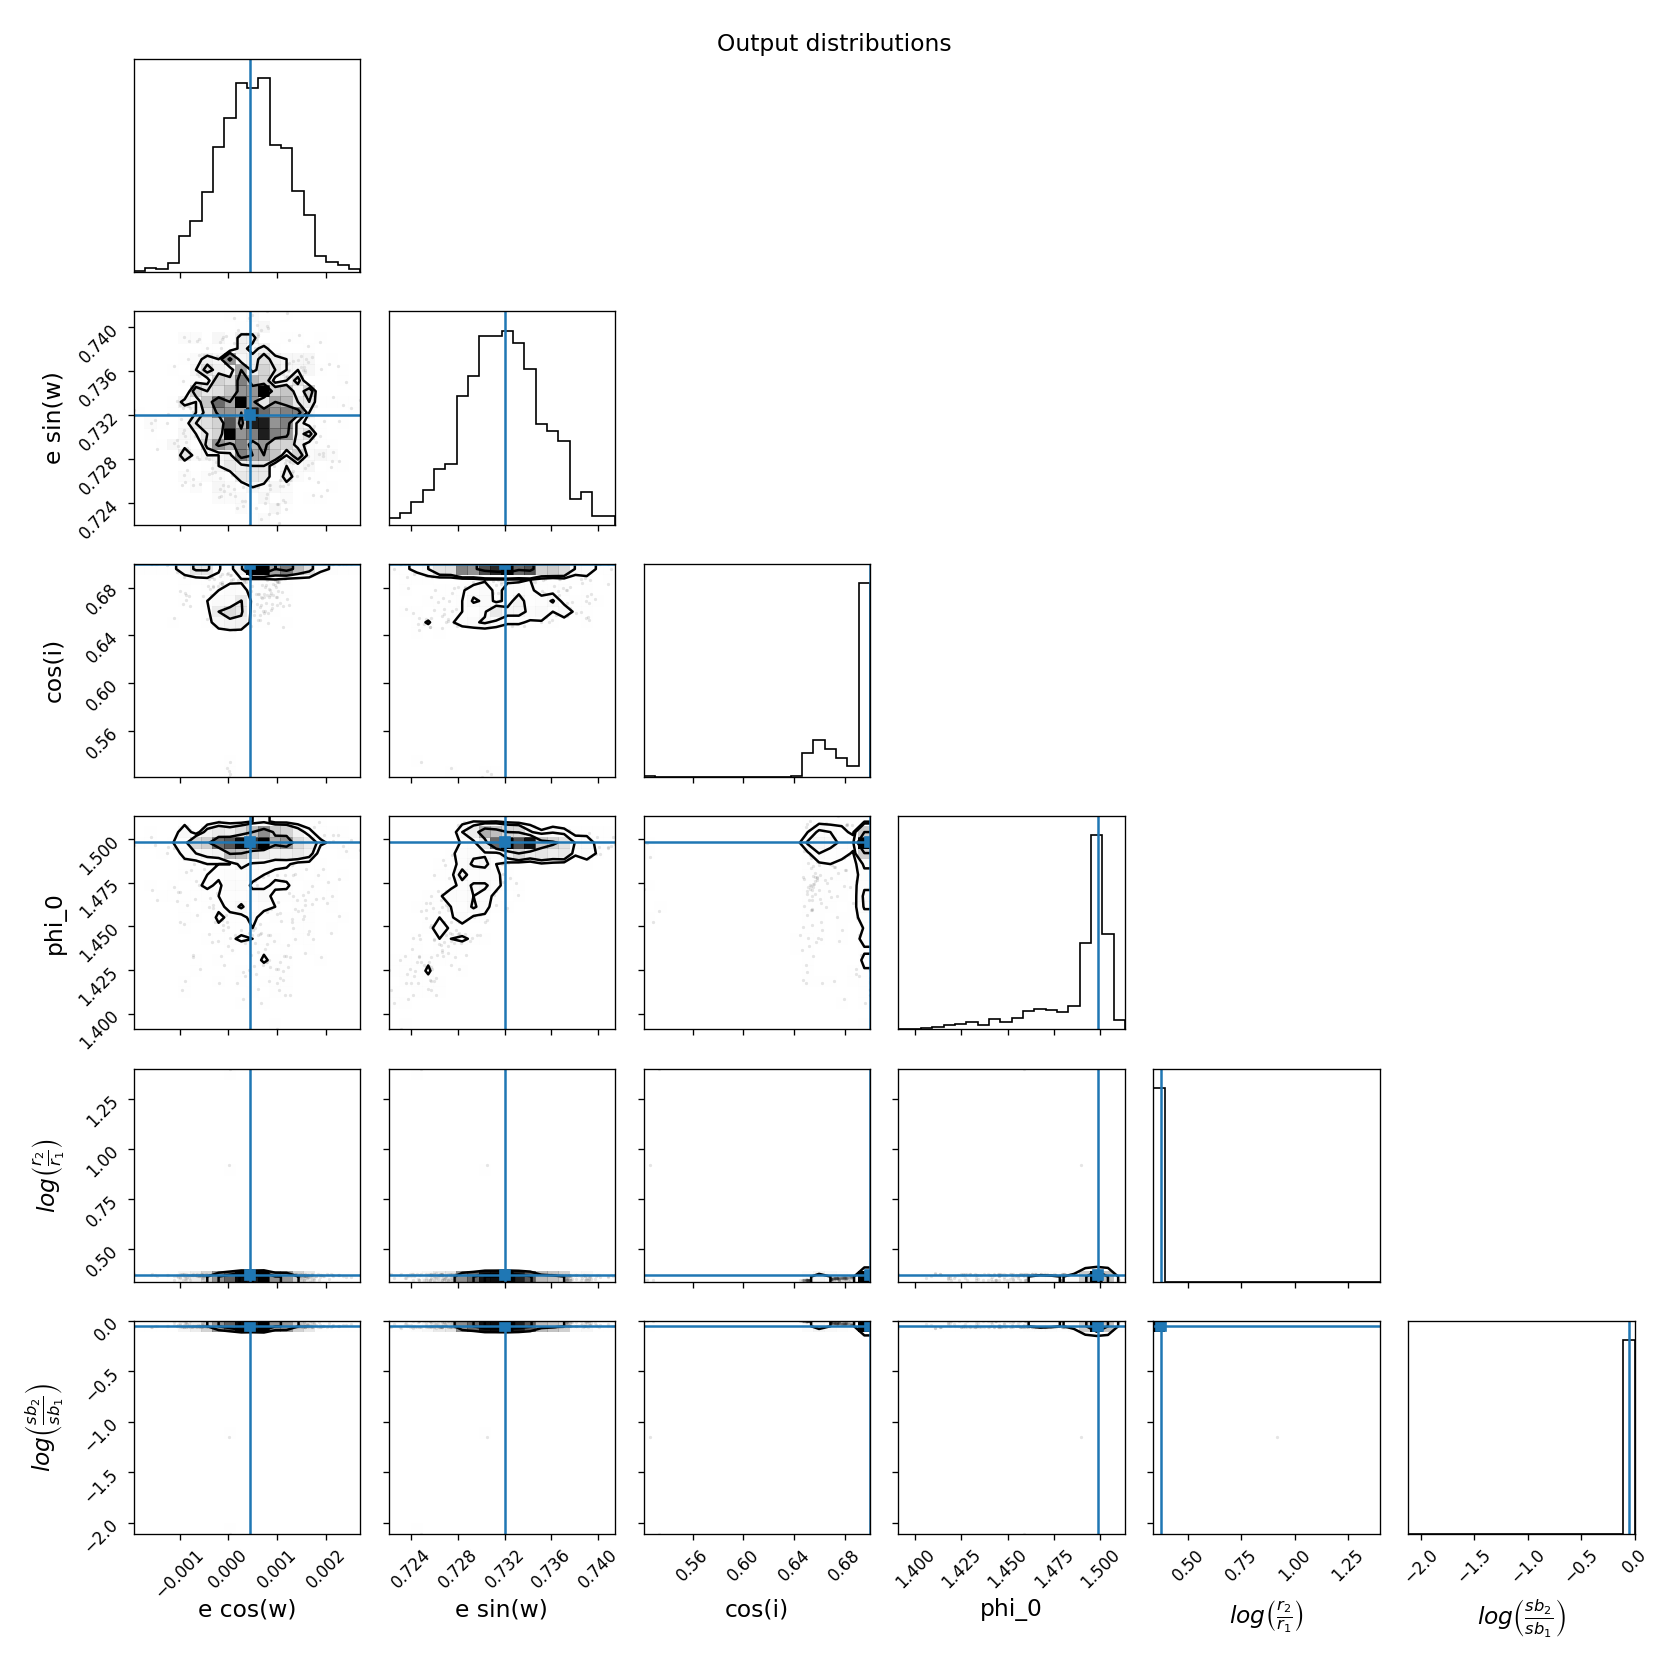 Output distributions
e sin(w)
0.740
0.736
0.732
0.728
0.724
cos(i)
0.68
0.64
0.60
0.56
phi_0
1.500
1.475
1.450
1.425
1.400
log(r2/r1)
1.25
1.00
0.75
0.50
log(sb2/sb1)
0.0
−0.5
−1.0
−1.5
−2.0
−0.001 0.000 0.001 0.002
e cos(w)
0.724 0.728 0.732 0.736 0.740
e sin(w)
0.56 0.60 0.64 0.68
cos(i)
1.400 1.425 1.450 1.475 1.500
phi_0
0.50 0.75 1.00 1.25
log(r2/r1)
−2.0 −1.5 −1.0 −0.5 0.0
log(sb2/sb1)